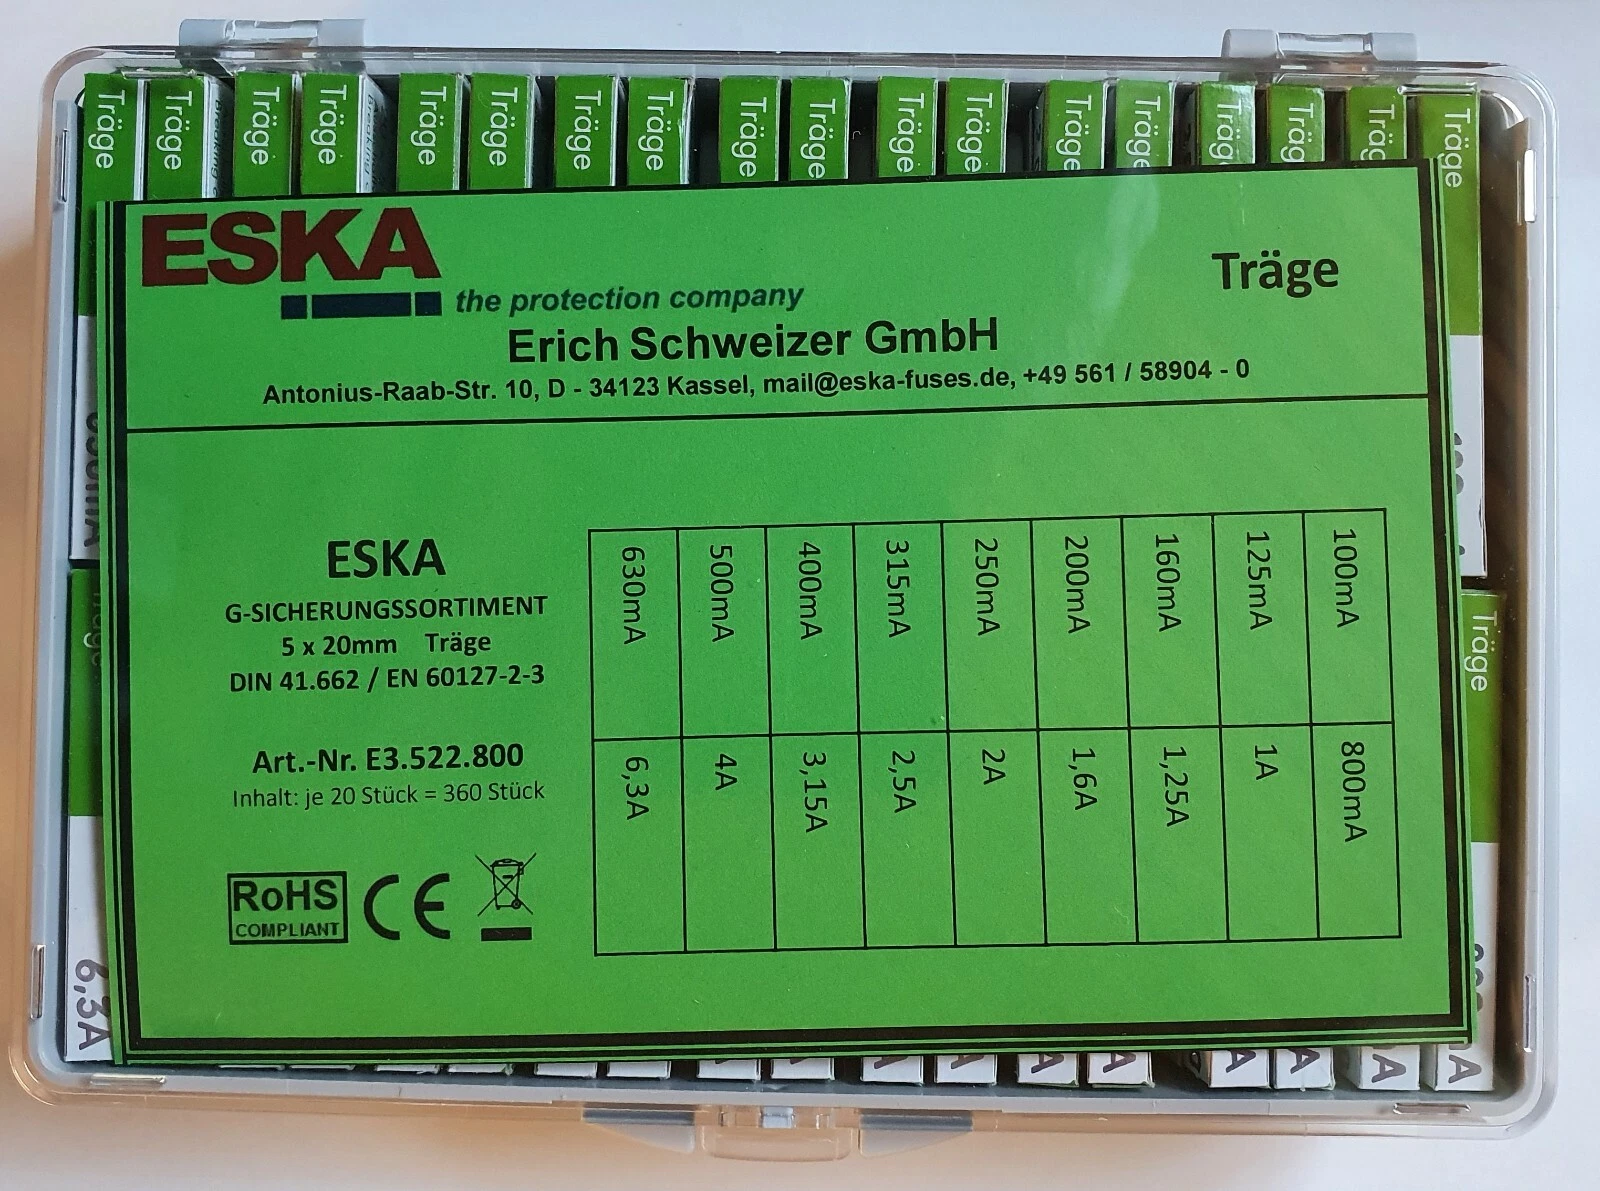 Träge Träge Träge Träge Träge Träge Träge Träge Träge Träge Träge Träge Träge Träge Träge Träge Träge Träge
ESKA
the protection company
Träge
Erich Schweizer GmbH
Antonius-Raab-Str. 10, D - 34123 Kassel, mail@eska-fuses.de, +49 561 / 58904 - 0
ESKA
G-SICHERUNGSSORTIMENT
5 x 20mm Träge
DIN 41.662 / EN 60127-2-3
Art.-Nr. E3.522.800
Inhalt: je 20 Stück = 360 Stück
RoHS
COMPLIANT
CE
630mA 500mA 400mA 315mA 250mA 200mA 160mA 125mA 100mA
6,3A 4A 3,15A 2,5A 2A 1,6A 1,25A 1A 800mA
Träge
6,3A